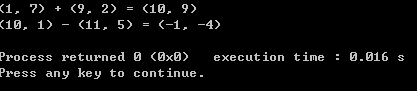 (1, 7) + (9, 2) = (10, 9)
(10, 1) - (11, 5) = (-1, -4)
Process returned 0 (0x0)   execution time : 0.016 s
Press any key to continue.